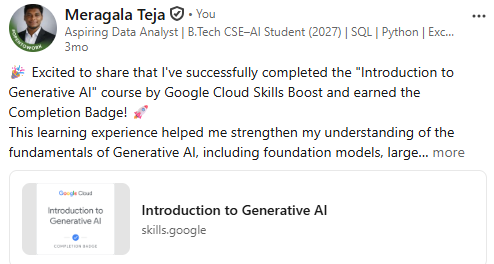 Meragala Teja • You
Aspiring Data Analyst | B.Tech CSE–AI Student (2027) | SQL | Python | Exc...
3mo
🎉 Excited to share that I've successfully completed the "Introduction to
Generative AI" course by Google Cloud Skills Boost and earned the
Completion Badge! 🚀
This learning experience helped me strengthen my understanding of the
fundamentals of Generative AI, including foundation models, large... more
Google Cloud
Introduction to
Generative AI
COMPLETION BADGE
Introduction to Generative AI
skills.google